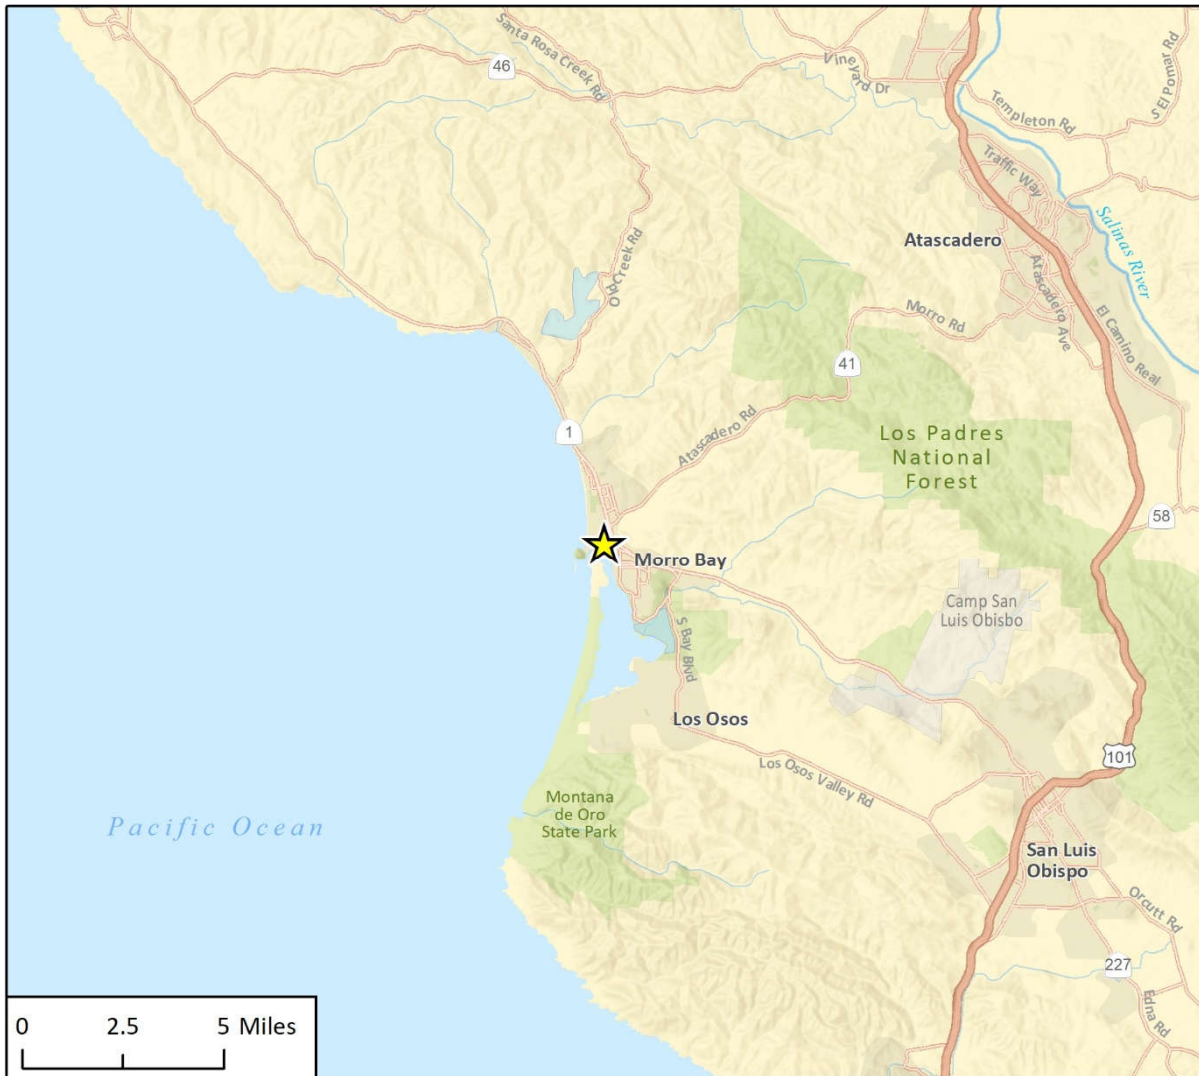 Santa Rosa Creek Rd
46
Vineyard Dr
S El Pomar Rd
Templeton Rd
Traffic Way
Salinas River
Atascadero
Atascadero Ave
El Camino Real
Old Creek Rd
Morro Rd
41
1
Atascadero Rd
Los Padres
National
Forest
58
Morro Bay
Camp San
Luis Obisbo
S Bay Blvd
Los Osos
101
Los Osos Valley Rd
Montana
de Oro
State Park
Pacific Ocean
San Luis
Obispo
Orcutt Rd
227
Edna Rd
0 2.5 5 Miles